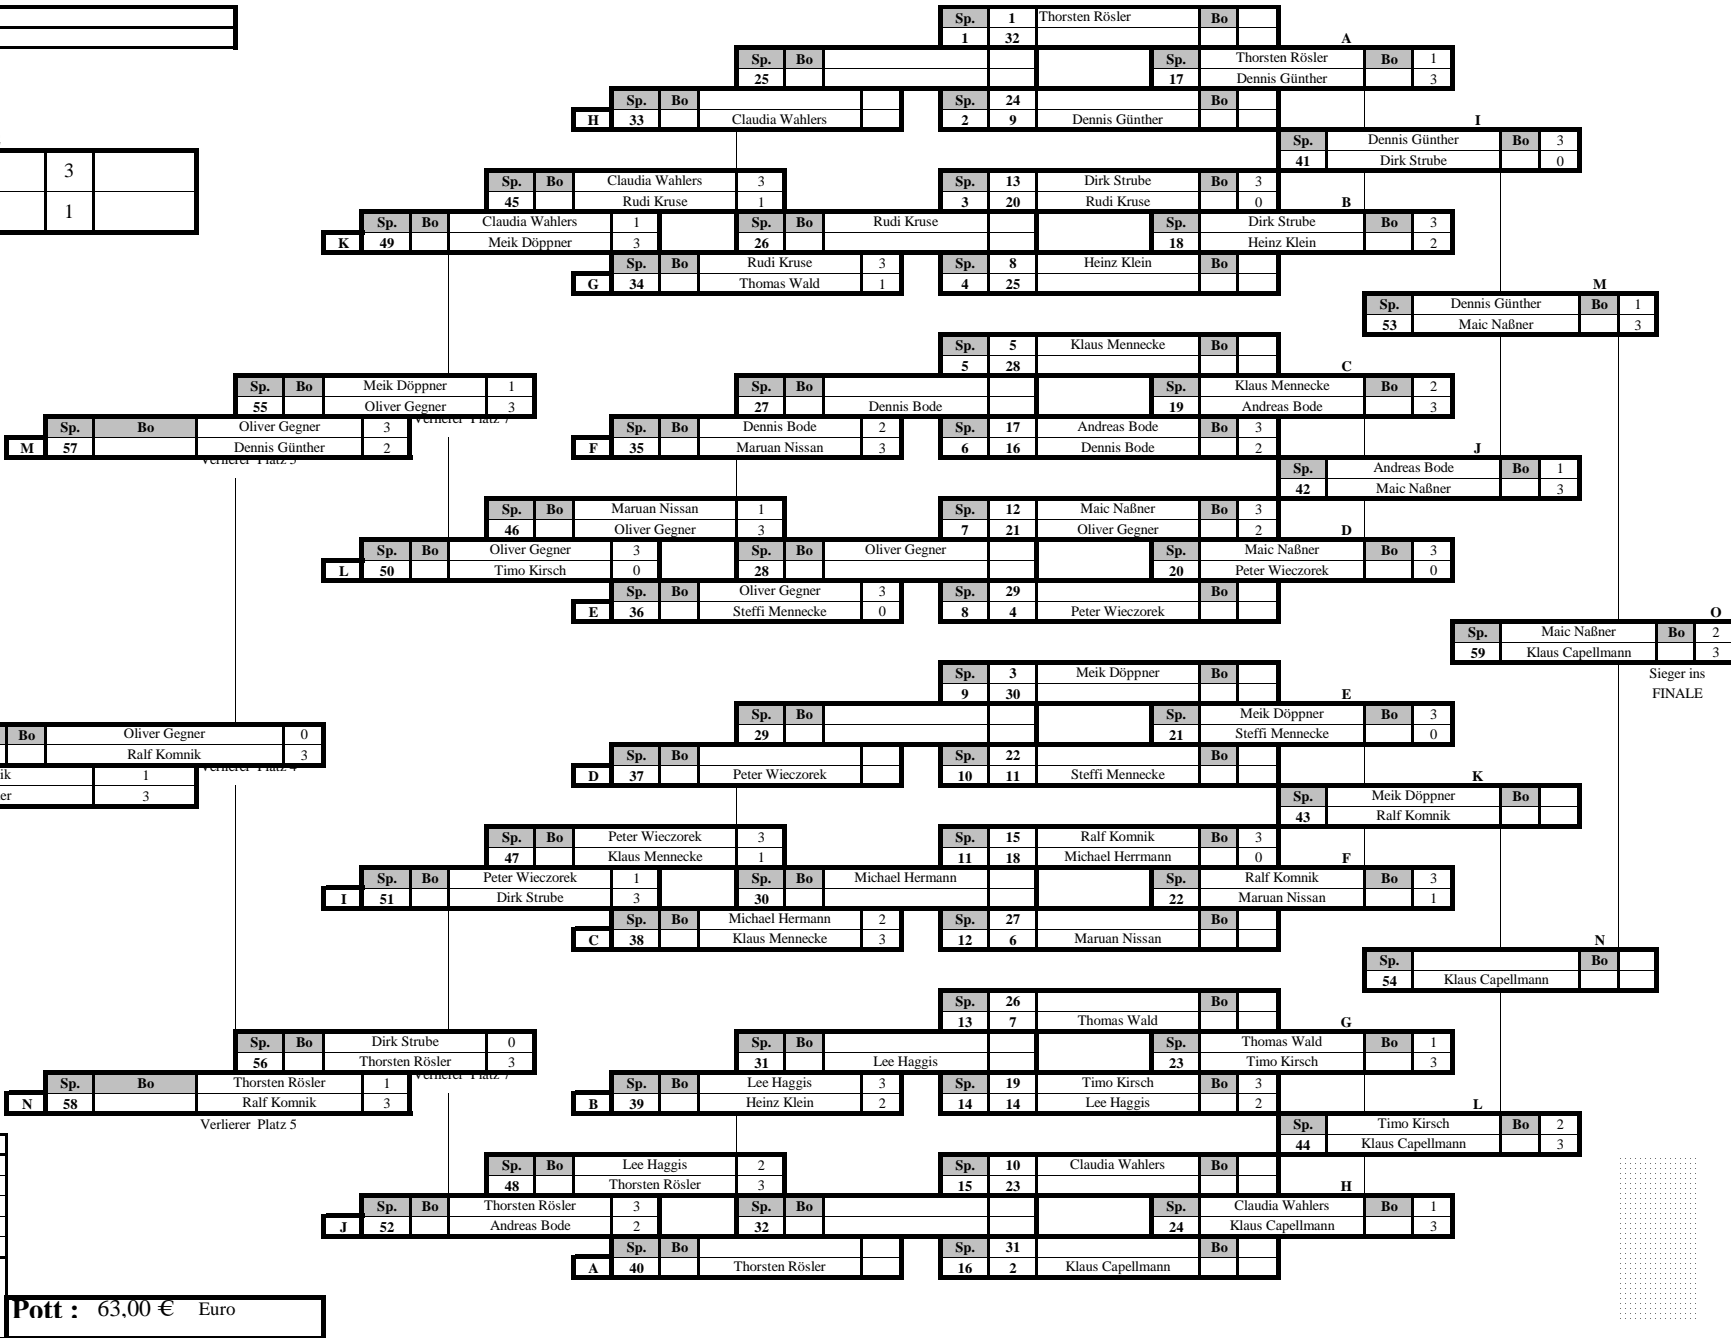 Sp. 1 Thorsten Rösler Bo
1 32
A
Sp. Bo
25
Sp. Thorsten Rösler Bo 1
17 Dennis Günther 3
Sp. Bo
H 33 Claudia Wahlers
Sp. 24 Bo
2 9 Dennis Günther
I
Sp. Dennis Günther Bo 3
41 Dirk Strube 0
3
1
Sp. Bo Claudia Wahlers 3
45 Rudi Kruse 1
Sp. 13 Dirk Strube Bo 3
3 20 Rudi Kruse 0
B
Sp. Bo Claudia Wahlers 1
K 49 Meik Döppner 3
Sp. Bo Rudi Kruse
26
Sp. Dirk Strube Bo 3
18 Heinz Klein 2
Sp. Bo Rudi Kruse 3
G 34 Thomas Wald 1
Sp. 8 Heinz Klein Bo
4 25
M
Sp. Dennis Günther Bo 1
53 Maic Naßner 3
Sp. 5 Klaus Mennecke Bo
5 28
C
Sp. Bo Meik Döppner 1
55 Oliver Gegner 3
Sp. Bo
27 Dennis Bode
Sp. Klaus Mennecke Bo 2
19 Andreas Bode 3
Verlierer Platz 7
Sp. Bo Oliver Gegner 3
M 57 Dennis Günther 2
Verlierer Platz 5
Sp. Bo Dennis Bode 2
F 35 Maruan Nissan 3
Sp. 17 Andreas Bode Bo 3
6 16 Dennis Bode 2
J
Sp. Andreas Bode Bo 1
42 Maic Naßner 3
Sp. Bo Maruan Nissan 1
46 Oliver Gegner 3
Sp. 12 Maic Naßner Bo 3
7 21 Oliver Gegner 2
D
Sp. Bo Oliver Gegner 3
L 50 Timo Kirsch 0
Sp. Bo Oliver Gegner
28
Sp. Maic Naßner Bo 3
20 Peter Wieczorek 0
Sp. Bo Oliver Gegner 3
E 36 Steffi Mennecke 0
Sp. 29 Bo
8 4 Peter Wieczorek
O
Sp. Maic Naßner Bo 2
59 Klaus Capellmann 3
Sieger ins
FINALE
Sp. 3 Meik Döppner Bo
9 30
E
Sp. Bo
29
Sp. Meik Döppner Bo 3
21 Steffi Mennecke 0
Bo Oliver Gegner 0
Ralf Komnik 3
Verlierer Platz 4
ik 1
er 3
Sp. Bo
D 37 Peter Wieczorek
Sp. 22 Bo
10 11 Steffi Mennecke
K
Sp. Meik Döppner Bo
43 Ralf Komnik
Sp. Bo Peter Wieczorek 3
47 Klaus Mennecke 1
Sp. 15 Ralf Komnik Bo 3
11 18 Michael Herrmann 0
F
Sp. Bo Peter Wieczorek 1
I 51 Dirk Strube 3
Sp. Bo Michael Hermann
30
Sp. Ralf Komnik Bo 3
22 Maruan Nissan 1
Sp. Bo Michael Hermann 2
C 38 Klaus Mennecke 3
Sp. 27 Bo
12 6 Maruan Nissan
N
Sp. Bo
54 Klaus Capellmann
Sp. 26 Bo
13 7 Thomas Wald
G
Sp. Bo Dirk Strube 0
56 Thorsten Rösler 3
Sp. Bo
31 Lee Haggis
Sp. Thomas Wald Bo 1
23 Timo Kirsch 3
Verlierer Platz 7
Sp. Bo Thorsten Rösler 1
N 58 Ralf Komnik 3
Verlierer Platz 5
Sp. Bo Lee Haggis 3
B 39 Heinz Klein 2
Sp. 19 Timo Kirsch Bo 3
14 14 Lee Haggis 2
L
Sp. Timo Kirsch Bo 2
44 Klaus Capellmann 3
Sp. Bo Lee Haggis 2
48 Thorsten Rösler 3
Sp. 10 Claudia Wahlers Bo
15 23
H
Sp. Bo Thorsten Rösler 3
J 52 Andreas Bode 2
Sp. Bo
32
Sp. Claudia Wahlers Bo 1
24 Klaus Capellmann 3
Sp. Bo
A 40 Thorsten Rösler
Sp. 31 Bo
16 2 Klaus Capellmann
Pott : 63,00 € Euro